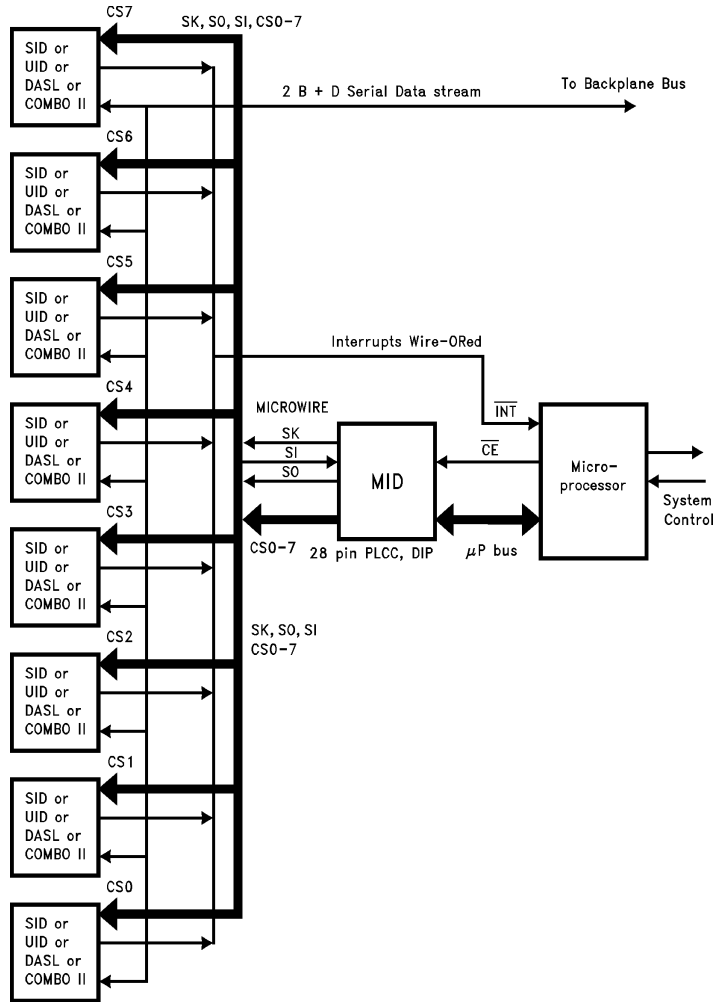 CS7
SK, SO, SI, CSO-7
SID or
UID or
DASL or
COMBO II
2 B + D Serial Data stream
To Backplane Bus
CS6
SID or
UID or
DASL or
COMBO II
CS5
SID or
UID or
DASL or
COMBO II
Interrupts Wire-ORed
CS4
SID or
UID or
DASL or
COMBO II
MICROWIRE
SK
SI
SO
CS0-7
MID
28 pin PLCC, DIP
INT
CE
μP bus
Micro-
processor
System
Control
CS3
SID or
UID or
DASL or
COMBO II
SK, SO, SI
CS0-7
CS2
SID or
UID or
DASL or
COMBO II
CS1
SID or
UID or
DASL or
COMBO II
CS0
SID or
UID or
DASL or
COMBO II